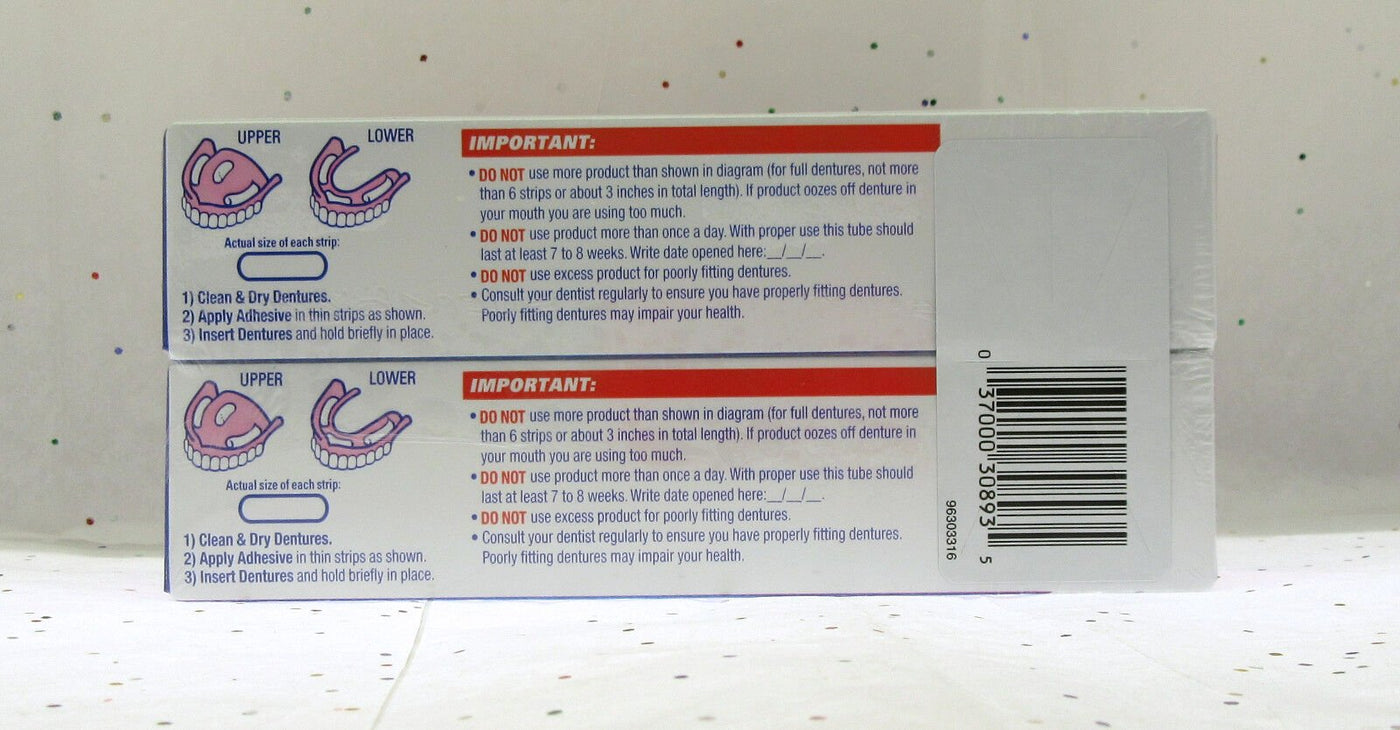 UPPER
LOWER
Actual size of each strip:
1) Clean & Dry Dentures.
2) Apply Adhesive in thin strips as shown.
3) Insert Dentures and hold briefly in place.
IMPORTANT:
• DO NOT use more product than shown in diagram (for full dentures, not more
than 6 strips or about 3 inches in total length). If product oozes off denture in
your mouth you are using too much.
• DO NOT use product more than once a day. With proper use this tube should
last at least 7 to 8 weeks. Write date opened here:__/__/__.
• DO NOT use excess product for poorly fitting dentures.
• Consult your dentist regularly to ensure you have properly fitting dentures.
Poorly fitting dentures may impair your health.
UPPER
LOWER
Actual size of each strip:
1) Clean & Dry Dentures.
2) Apply Adhesive in thin strips as shown.
3) Insert Dentures and hold briefly in place.
IMPORTANT:
• DO NOT use more product than shown in diagram (for full dentures, not more
than 6 strips or about 3 inches in total length). If product oozes off denture in
your mouth you are using too much.
• DO NOT use product more than once a day. With proper use this tube should
last at least 7 to 8 weeks. Write date opened here:__/__/__.
• DO NOT use excess product for poorly fitting dentures.
• Consult your dentist regularly to ensure you have properly fitting dentures.
Poorly fitting dentures may impair your health.
96303316
0 37000 30893 5